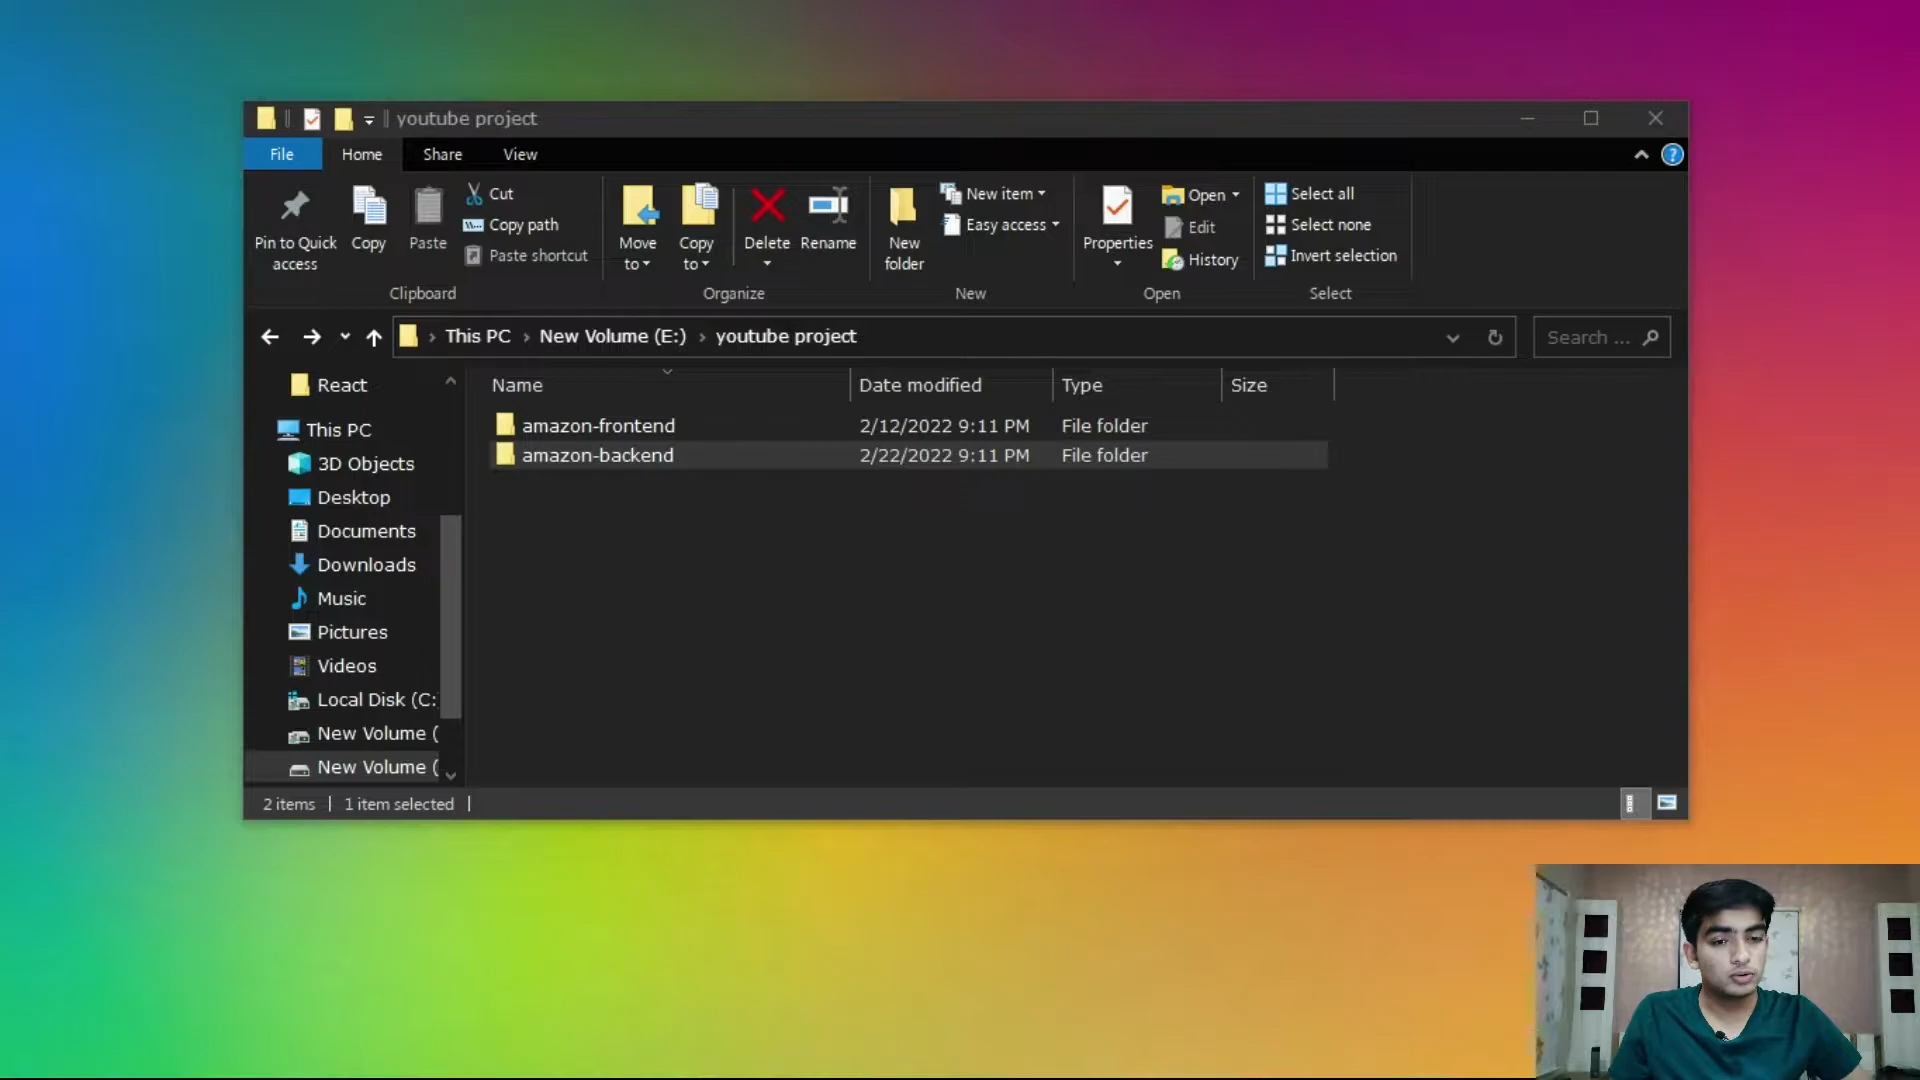 youtube project
File Home Share View
Pin to Quick access
Copy
Paste
Cut
Copy path
Paste shortcut
Clipboard
Move to
Copy to
Delete
Rename
Organize
New folder
New item
Easy access
New
Properties
Open
Edit
History
Open
Select all
Select none
Invert selection
Select
This PC › New Volume (E:) › youtube project
Search ...
React
This PC
3D Objects
Desktop
Documents
Downloads
Music
Pictures
Videos
Local Disk (C:
New Volume (
New Volume (
Name Date modified Type Size
amazon-frontend 2/12/2022 9:11 PM File folder
amazon-backend 2/22/2022 9:11 PM File folder
2 items | 1 item selected |